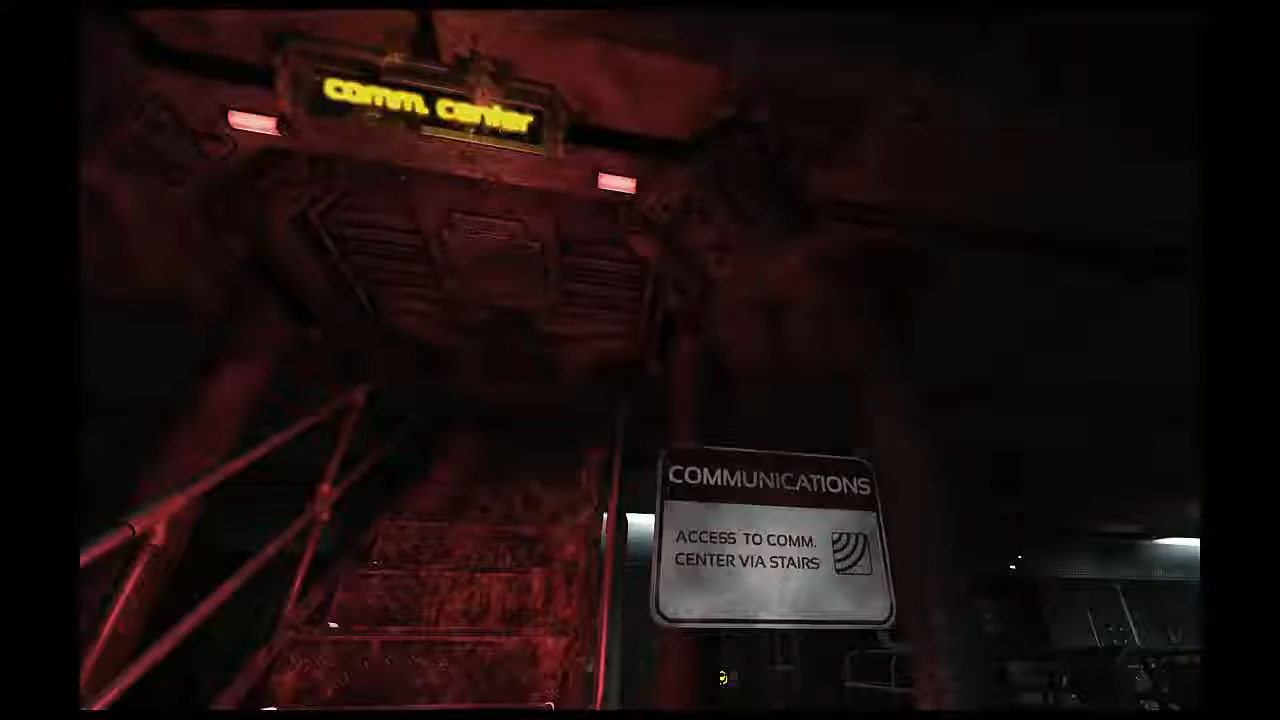 comm. center
COMMUNICATIONS
ACCESS TO COMM.
CENTER VIA STAIRS